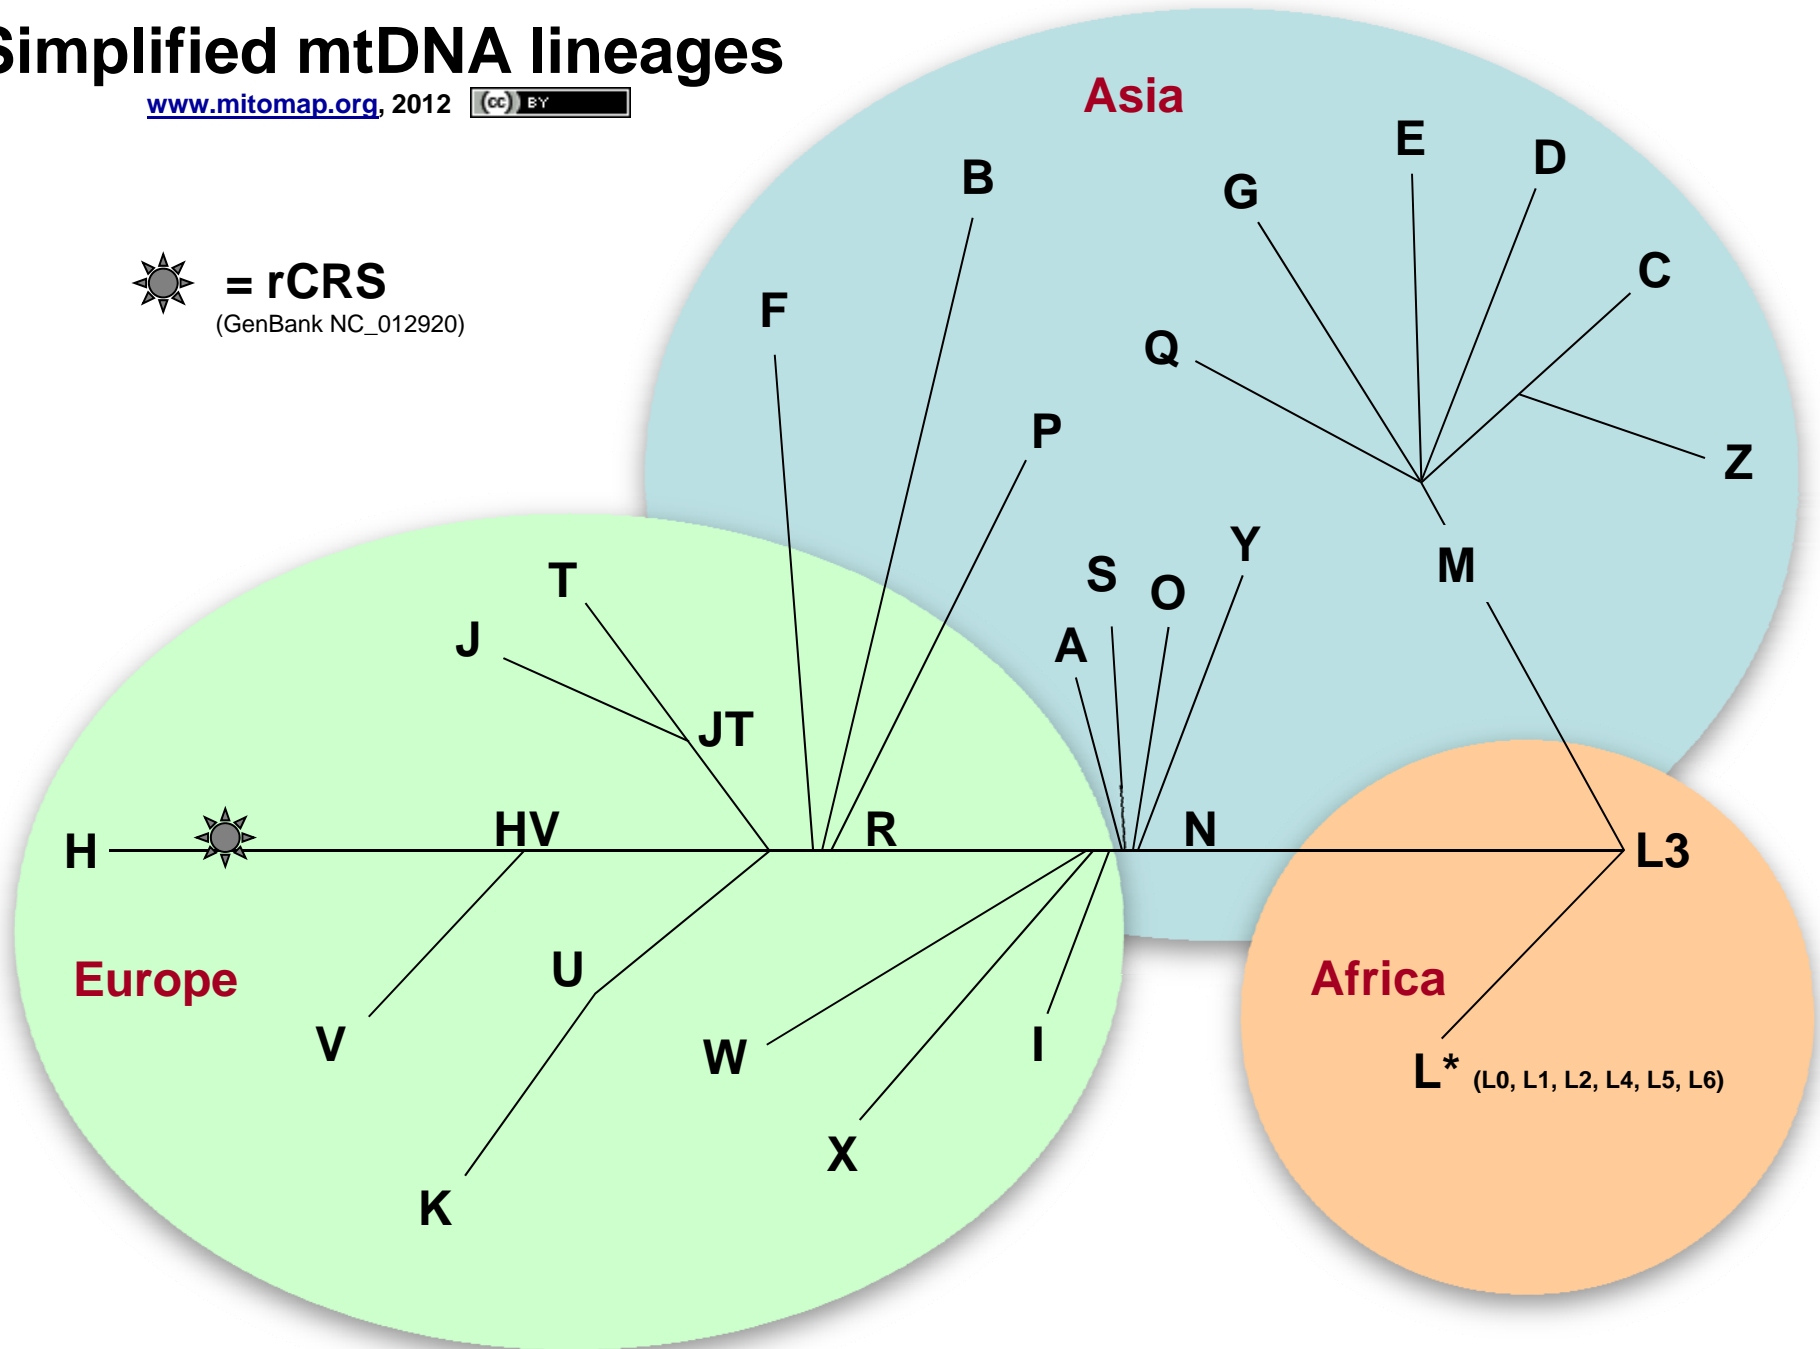 Simplified mtDNA lineages
www.mitomap.org, 2012 (cc) BY
Asia
E
D
B
G
C
= rCRS
(GenBank NC_012920)
F
Q
P
Z
Y
M
S
O
T
J
A
JT
H
HV
R
N
L3
Europe
U
Africa
V
W
I
L* (L0, L1, L2, L4, L5, L6)
X
K